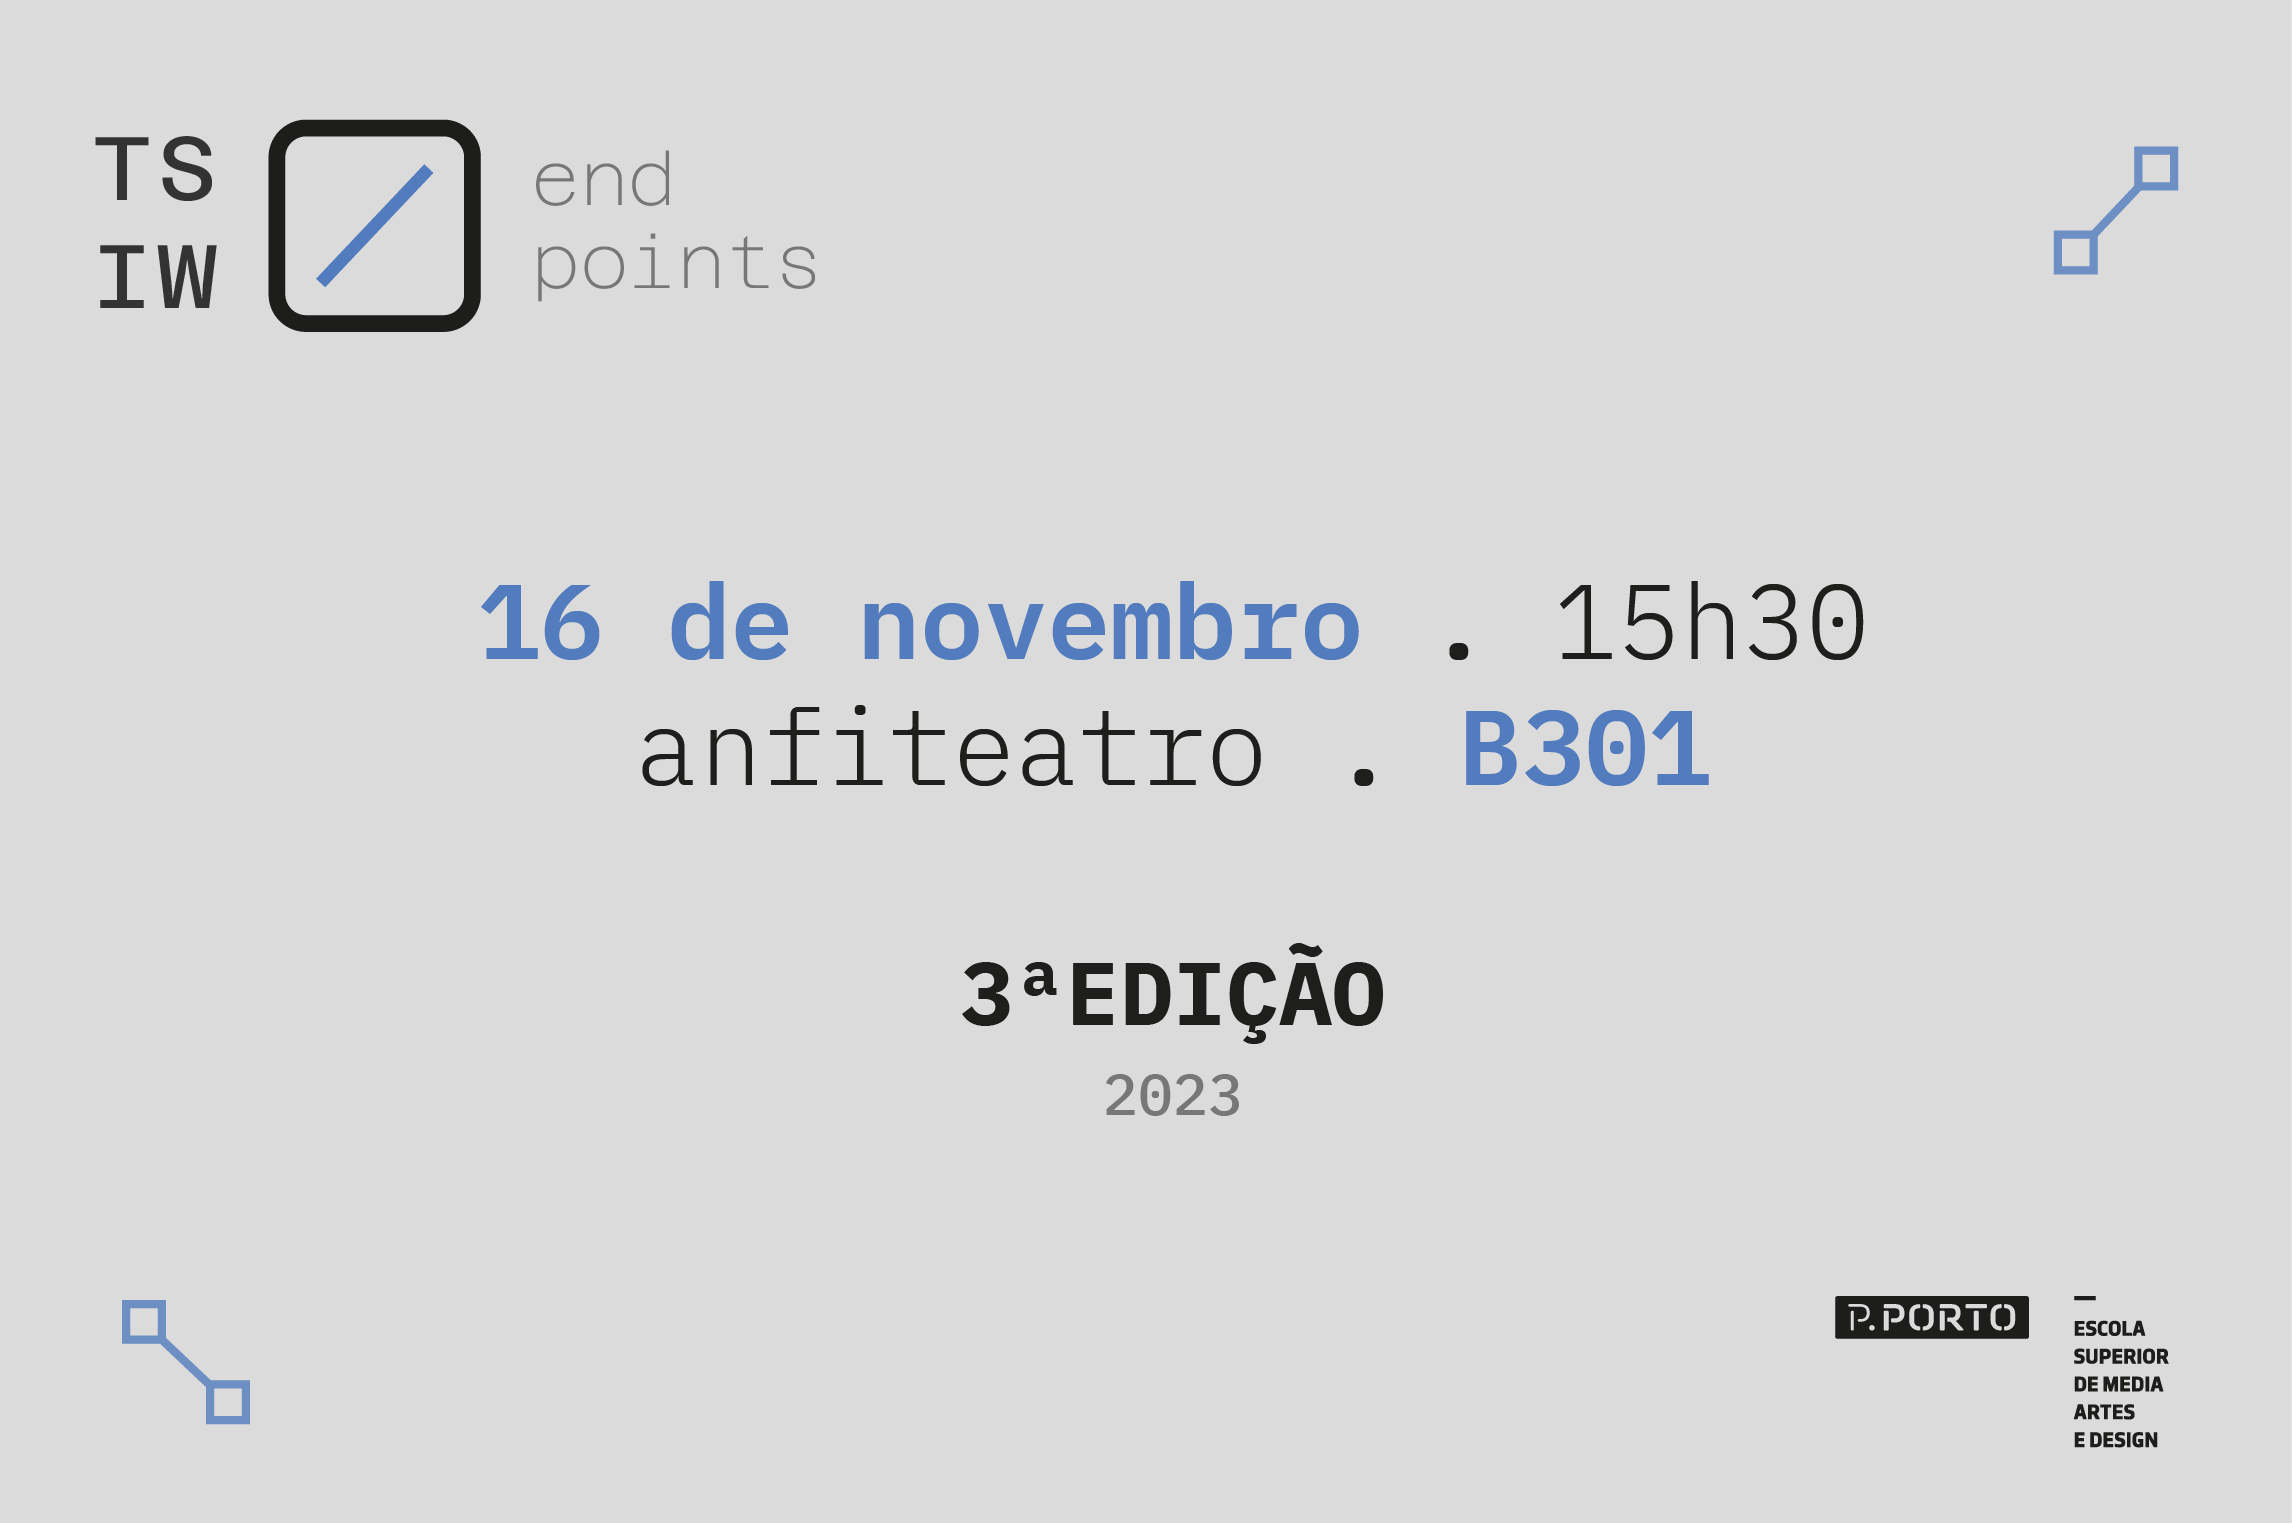 TS
IW
end
points
16 de novembro . 15h30
anfiteatro . B301
3ªEDIÇÃO
2023
P.PORTO
ESCOLA
SUPERIOR
DE MEDIA
ARTES
E DESIGN